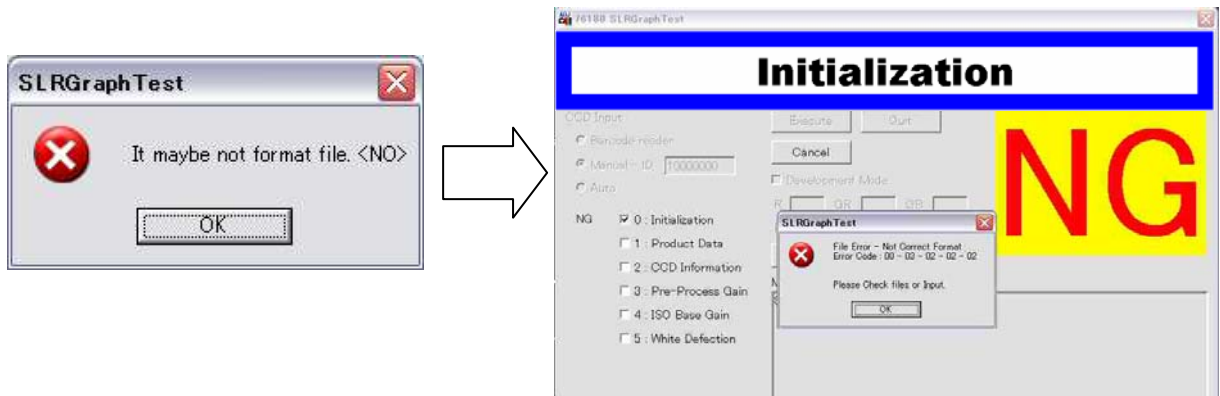 SLRGraphTest
It maybe not format file. <NO>
OK
76180 SLRGraphTest
Initialization
CCD Input
Barcode reader
Manual - ID 10000000
Auto
Execute
Quit
Cancel
Development Mode
R GR GB
NG
NG 0 : Initialization
1 : Product Data
2 : CCD Information
3 : Pre-Process Gain
4 : ISO Base Gain
5 : White Defection
SLRGraphTest
File Error - Not Correct Format
Error Code : 00 - 03 - 02 - 02 - 02
Please Check files or Input.
OK